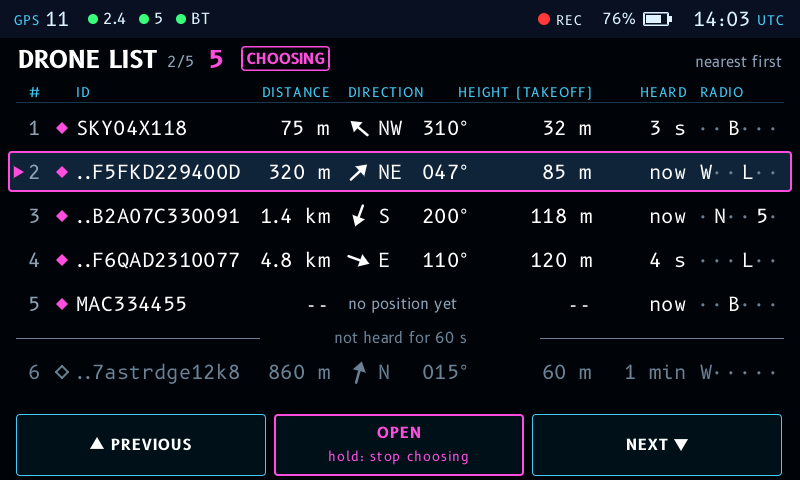 GPS 11 2.4 5 BT REC 76% 14:03 UTC
DRONE LIST 2/5 5 CHOOSING nearest first
# ID DISTANCE DIRECTION HEIGHT (TAKEOFF) HEARD RADIO
1 SKY04X118 75 m NW 310° 32 m 3 s · · B · · ·
2 ..F5FKD229400D 320 m NE 047° 85 m now W · · L · ·
3 ..B2A07C330091 1.4 km S 200° 118 m now · N · · 5 ·
4 ..F6QAD2310077 4.8 km E 110° 120 m 4 s · · · L · ·
5 MAC334455 -- no position yet -- now · · B · · ·
not heard for 60 s
6 ..7astrdge12k8 860 m N 015° 60 m 1 min W · · · · ·
▲ PREVIOUS
OPEN
hold: stop choosing
NEXT ▼